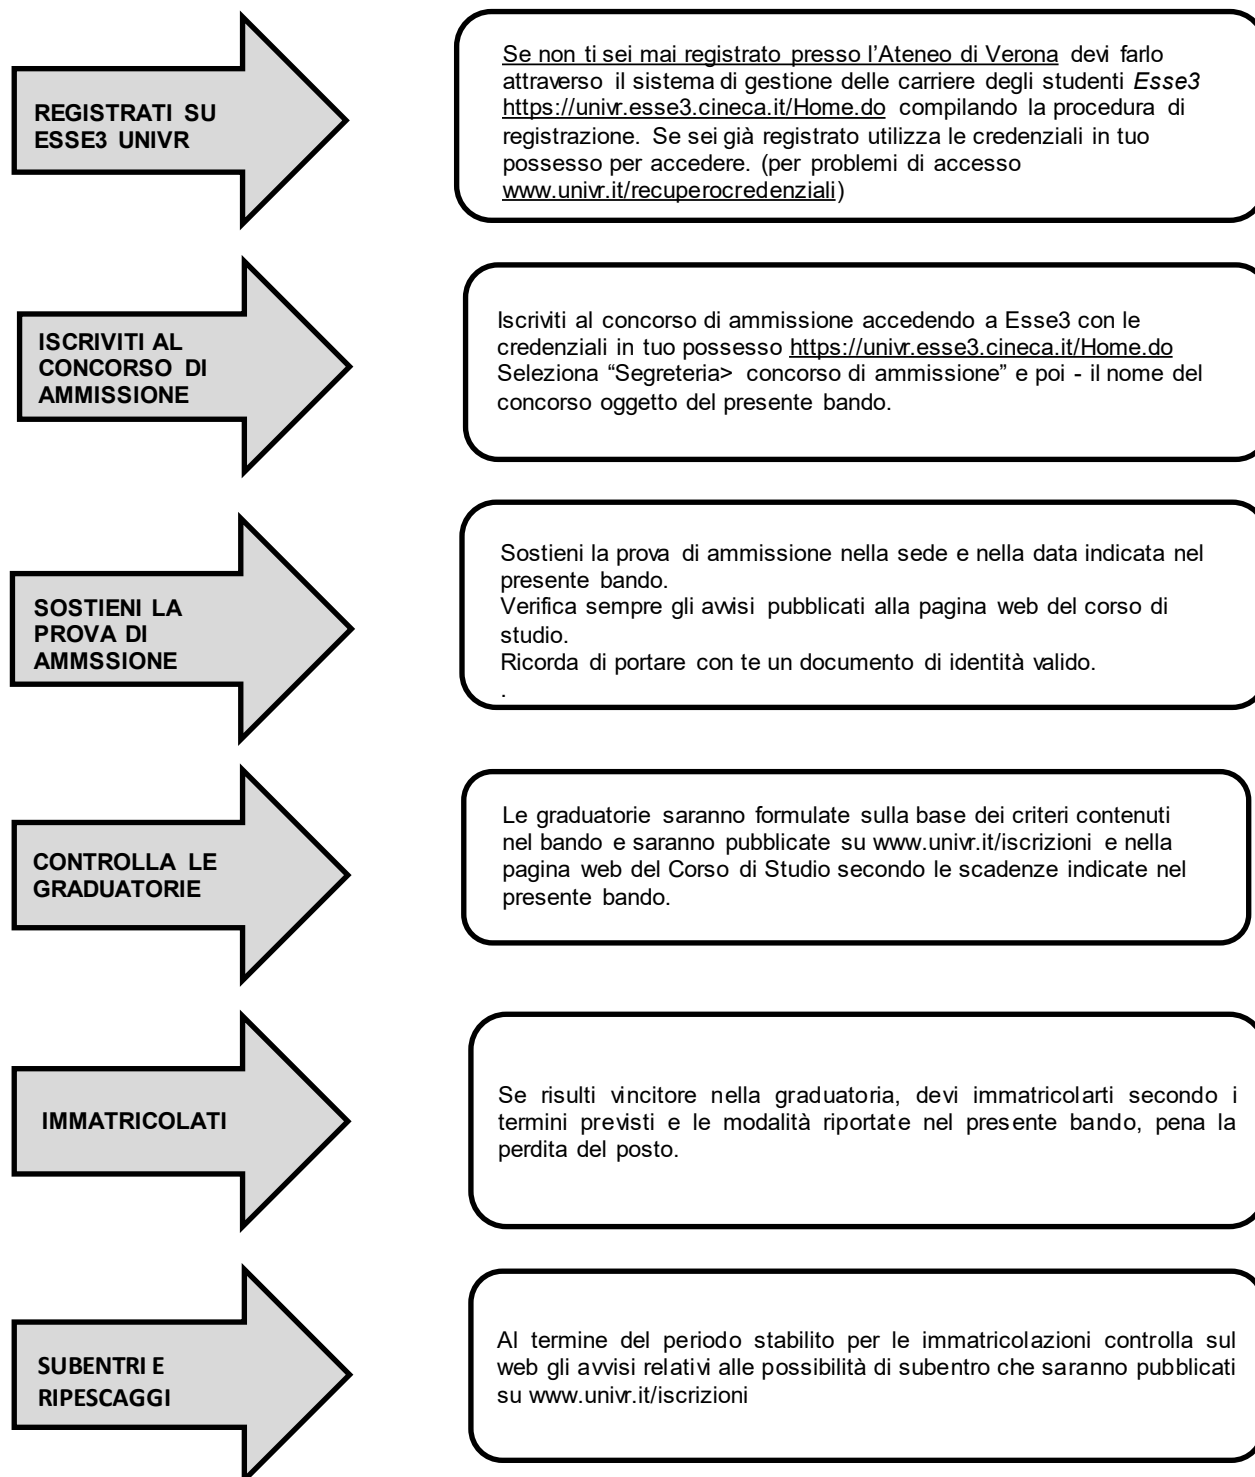 REGISTRATI SU
ESSE3 UNIVR
Se non ti sei mai registrato presso l'Ateneo di Verona devi farlo
attraverso il sistema di gestione delle carriere degli studenti Esse3
https://univr.esse3.cineca.it/Home.do compilando la procedura di
registrazione. Se sei già registrato utilizza le credenziali in tuo
possesso per accedere. (per problemi di accesso
www.univr.it/recuperocredenziali)
ISCRIVITI AL
CONCORSO DI
AMMISSIONE
Iscriviti al concorso di ammissione accedendo a Esse3 con le
credenziali in tuo possesso https://univr.esse3.cineca.it/Home.do
Seleziona “Segreteria> concorso di ammissione” e poi - il nome del
concorso oggetto del presente bando.
SOSTIENI LA
PROVA DI
AMMSSIONE
Sostieni la prova di ammissione nella sede e nella data indicata nel
presente bando.
Verifica sempre gli avvisi pubblicati alla pagina web del corso di
studio.
Ricorda di portare con te un documento di identità valido.
.
CONTROLLA LE
GRADUATORIE
Le graduatorie saranno formulate sulla base dei criteri contenuti
nel bando e saranno pubblicate su www.univr.it/iscrizioni e nella
pagina web del Corso di Studio secondo le scadenze indicate nel
presente bando.
IMMATRICOLATI
Se risulti vincitore nella graduatoria, devi immatricolarti secondo i
termini previsti e le modalità riportate nel presente bando, pena la
perdita del posto.
SUBENTRI E
RIPESCAGGI
Al termine del periodo stabilito per le immatricolazioni controlla sul
web gli avvisi relativi alle possibilità di subentro che saranno pubblicati
su www.univr.it/iscrizioni